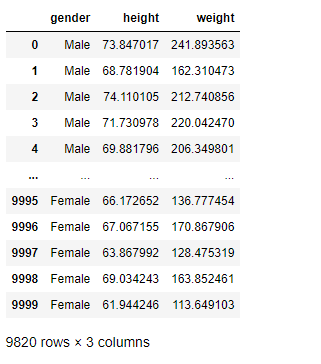 gender height weight
0 Male 73.847017 241.893563
1 Male 68.781904 162.310473
2 Male 74.110105 212.740856
3 Male 71.730978 220.042470
4 Male 69.881796 206.349801
... ... ... ...
9995 Female 66.172652 136.777454
9996 Female 67.067155 170.867906
9997 Female 63.867992 128.475319
9998 Female 69.034243 163.852461
9999 Female 61.944246 113.649103
9820 rows × 3 columns